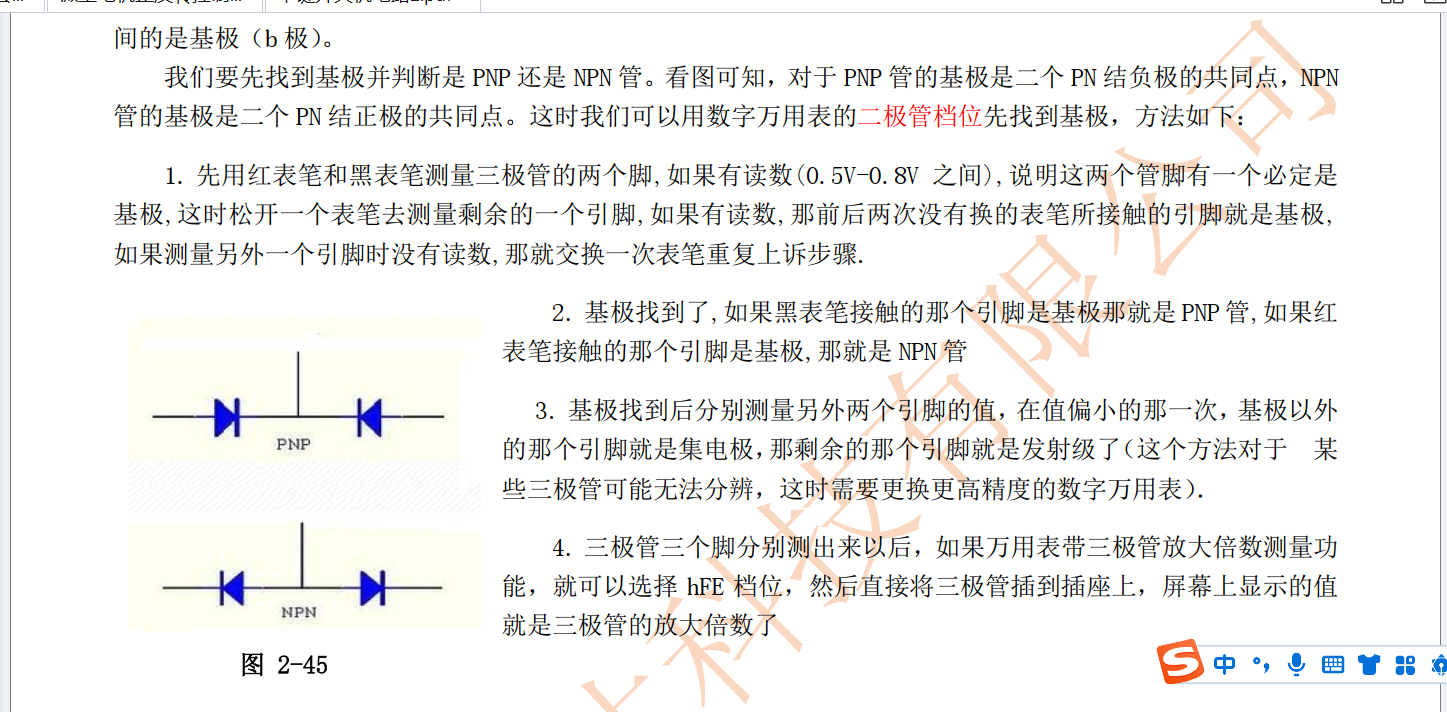 间的是基极（b 极）。
我们要先找到基极并判断是 PNP 还是 NPN 管。看图可知，对于 PNP 管的基极是二个 PN 结负极的共同点，NPN
管的基极是二个 PN 结正极的共同点。这时我们可以用数字万用表的二极管档位先找到基极，方法如下：
1. 先用红表笔和黑表笔测量三极管的两个脚,如果有读数(0.5V-0.8V 之间),说明这两个管脚有一个必定是
基极,这时松开一个表笔去测量剩余的一个引脚,如果有读数,那前后两次没有换的表笔所接触的引脚就是基极,
如果测量另外一个引脚时没有读数,那就交换一次表笔重复上诉步骤.
2. 基极找到了,如果黑表笔接触的那个引脚是基极那就是 PNP 管,如果红
表笔接触的那个引脚是基极,那就是 NPN 管
3. 基极找到后分别测量另外两个引脚的值，在值偏小的那一次，基极以外
的那个引脚就是集电极，那剩余的那个引脚就是发射级了（这个方法对于 某
些三极管可能无法分辨，这时需要更换更高精度的数字万用表）.
4. 三极管三个脚分别测出来以后，如果万用表带三极管放大倍数测量功
能，就可以选择 hFE 档位，然后直接将三极管插到插座上，屏幕上显示的值
就是三极管的放大倍数了
PNP
NPN
图 2-45
科技有限公司
中